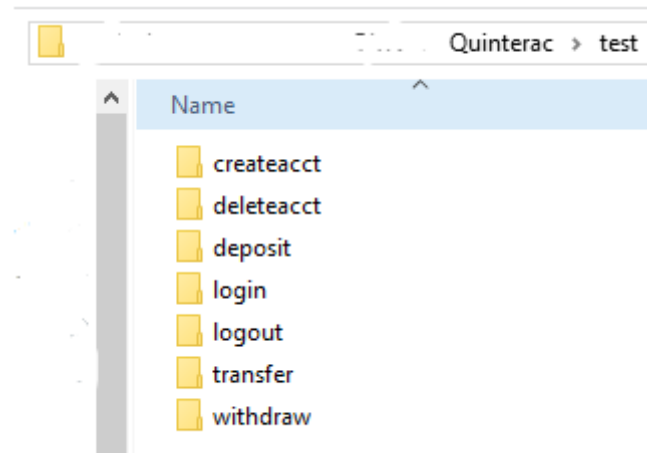 Quinterac > test
Name
createacct
deleteacct
deposit
login
logout
transfer
withdraw